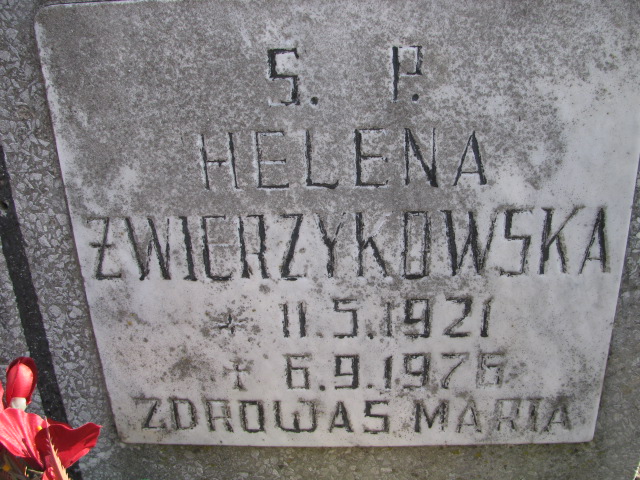 S. P.
HELENA
ZWIERZYKOWSKA
* 11.5.1921
† 6.9.1976
ZDROWAS MARIA